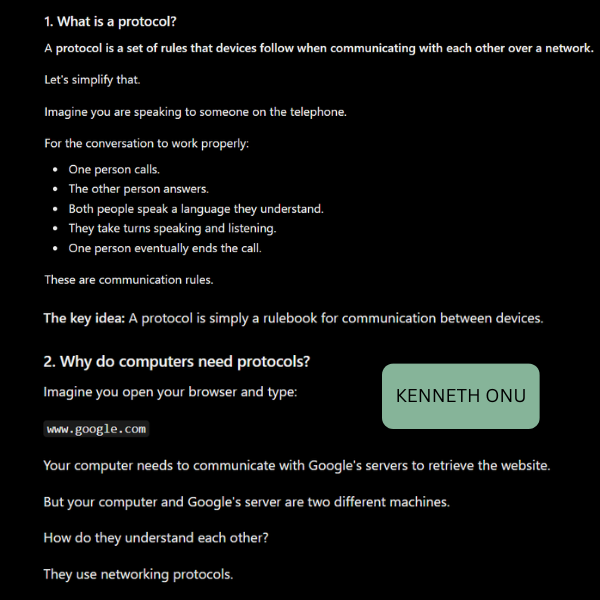 1. What is a protocol?
A protocol is a set of rules that devices follow when communicating with each other over a network.
Let's simplify that.
Imagine you are speaking to someone on the telephone.
For the conversation to work properly:
• One person calls.
• The other person answers.
• Both people speak a language they understand.
• They take turns speaking and listening.
• One person eventually ends the call.
These are communication rules.
The key idea: A protocol is simply a rulebook for communication between devices.
2. Why do computers need protocols?
Imagine you open your browser and type:
KENNETH ONU
www.google.com
Your computer needs to communicate with Google's servers to retrieve the website.
But your computer and Google's server are two different machines.
How do they understand each other?
They use networking protocols.